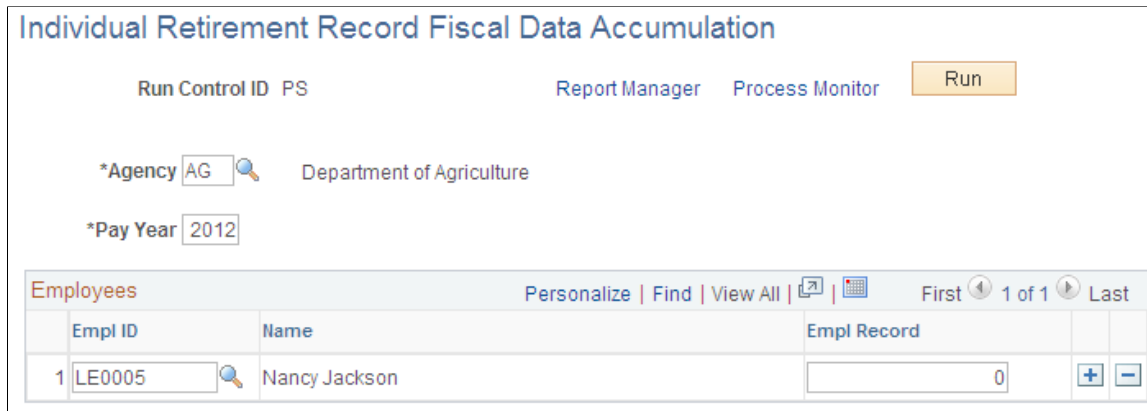 Individual Retirement Record Fiscal Data Accumulation
Run Control ID PS Report Manager Process Monitor Run
*Agency AG Department of Agriculture
*Pay Year 2012
Employees Personalize | Find | View All | | First 1 of 1 Last
Empl ID Name Empl Record
1 LE0005 Nancy Jackson 0 + -